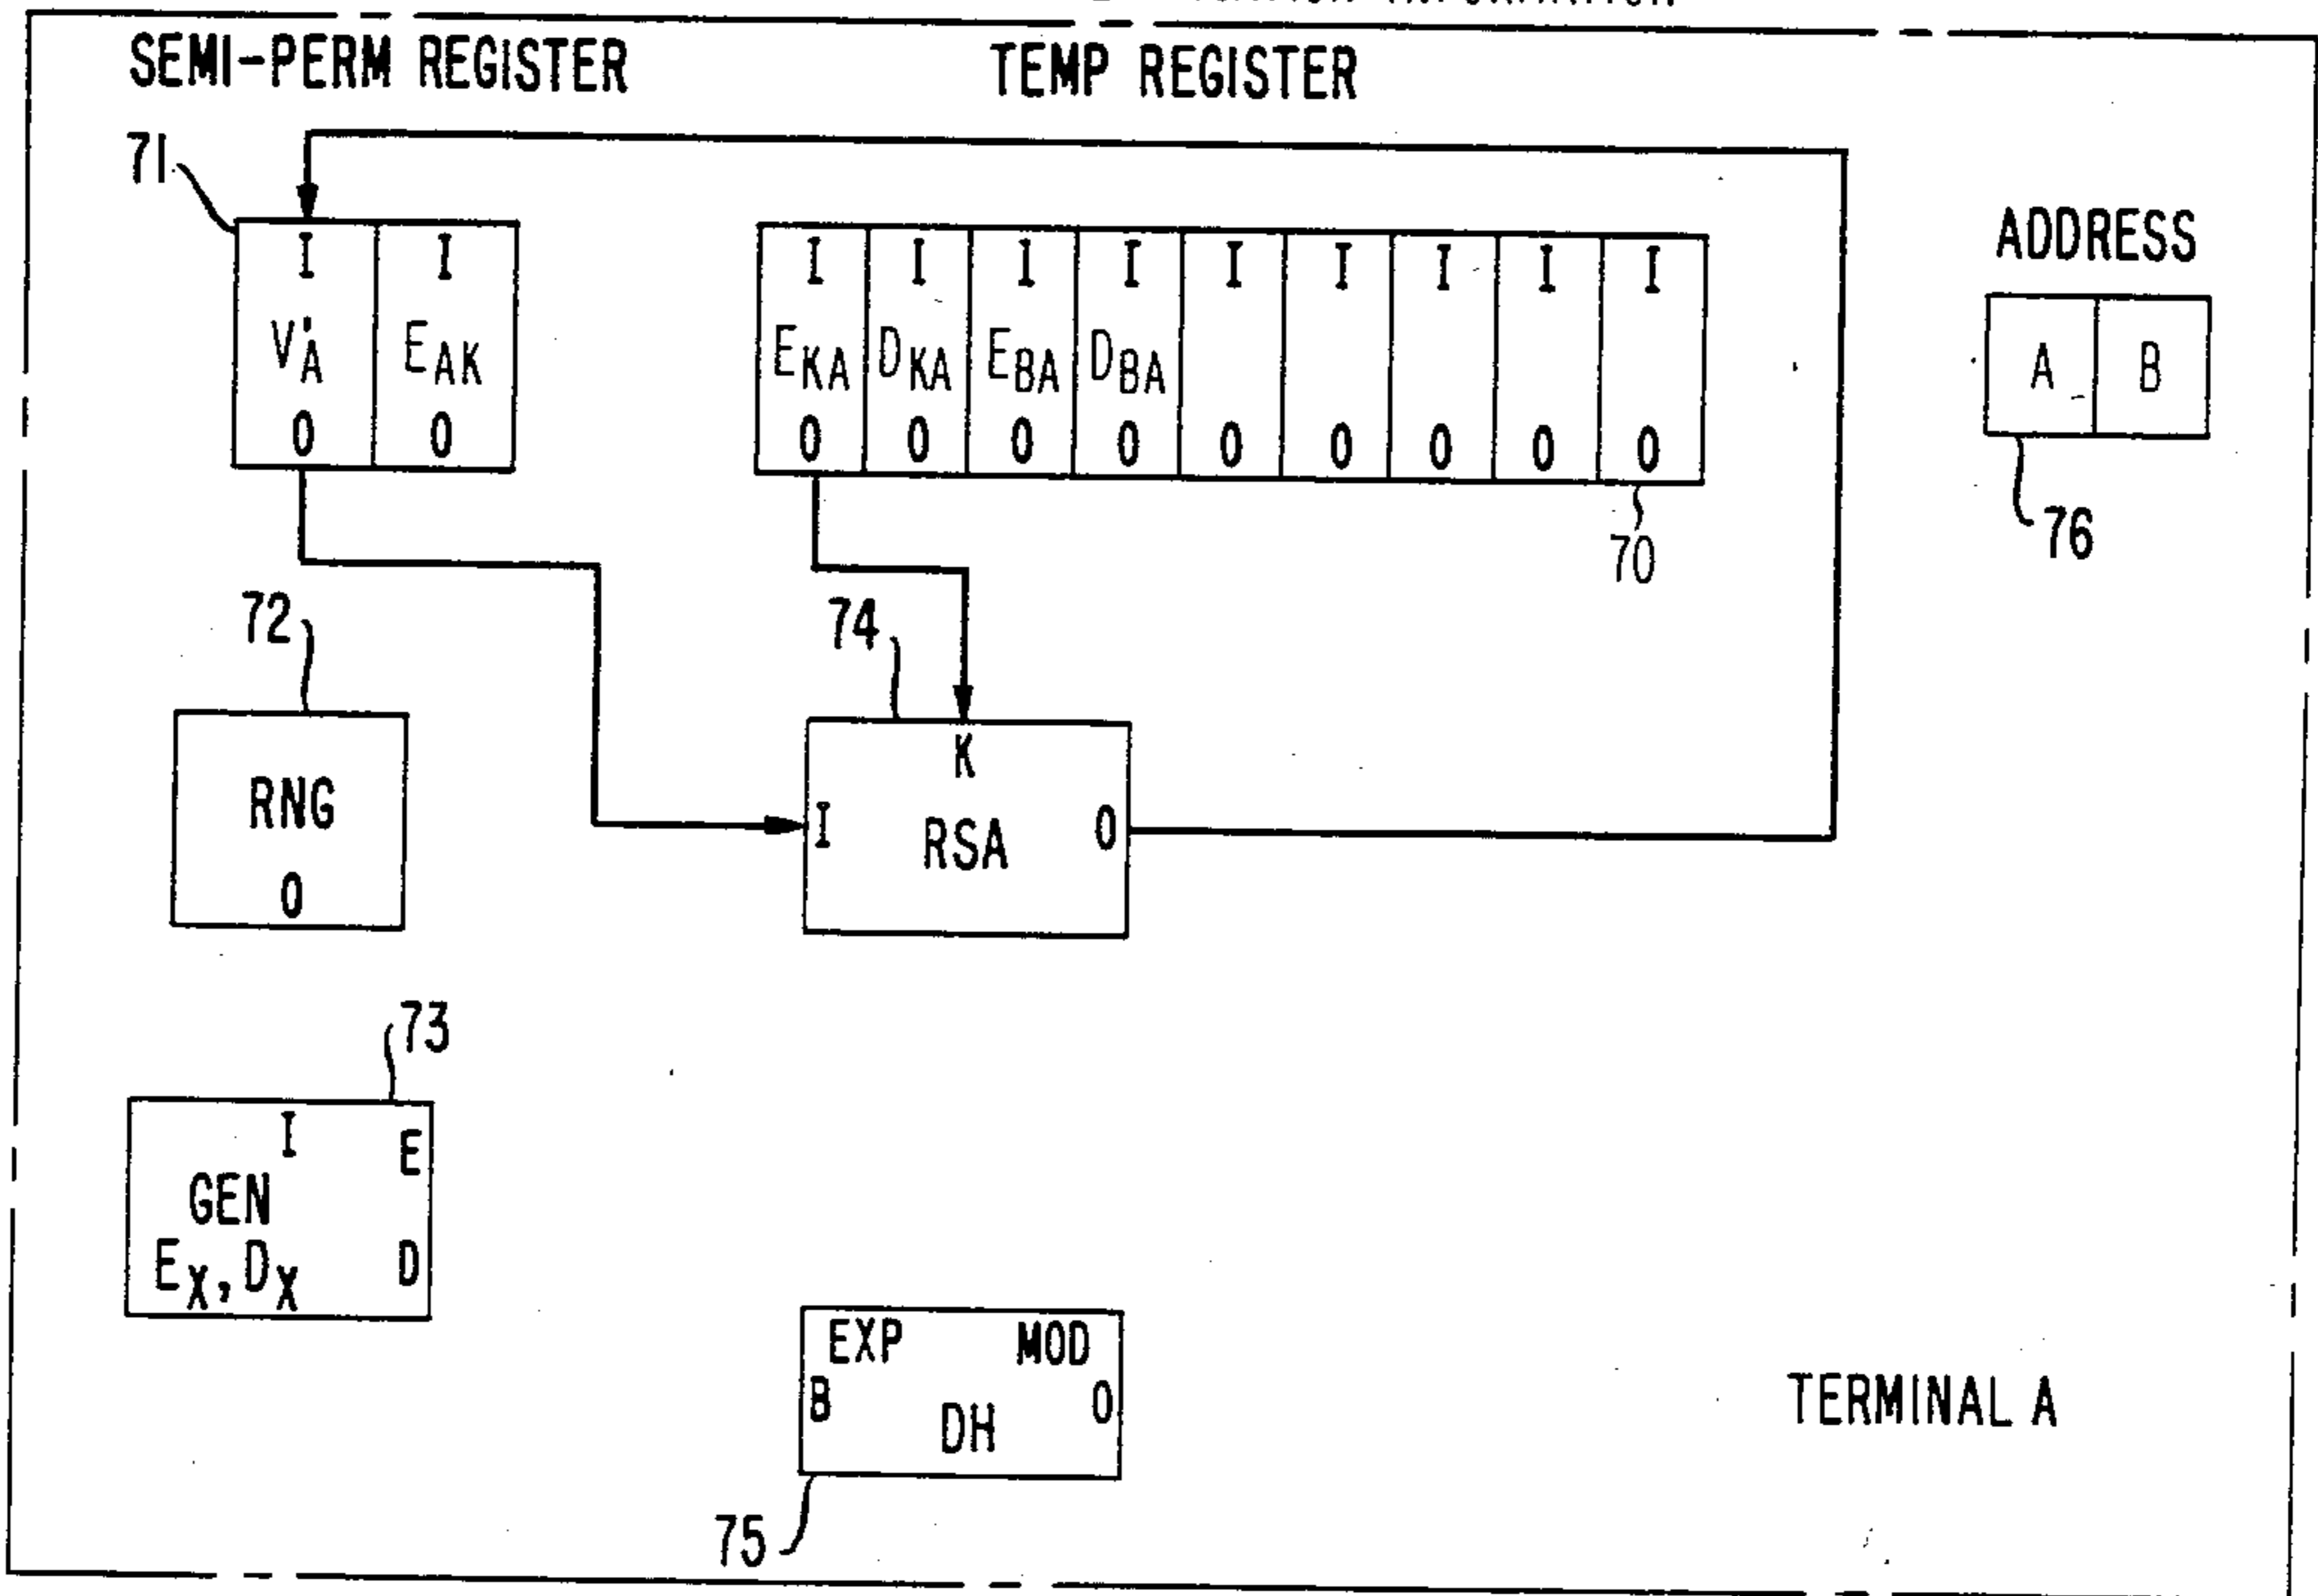 SEMI-PERM REGISTER
TEMP REGISTER
71
I I
V'A EAK
0 0
I I I I I I I I I
EKA DKA EBA DBA
0 0 0 0 0 0 0 0 0
70
ADDRESS
A B
76
72
RNG
0
74
K
I RSA 0
73
I E
GEN
EX, DX D
EXP MOD
B DH 0
75
TERMINAL A